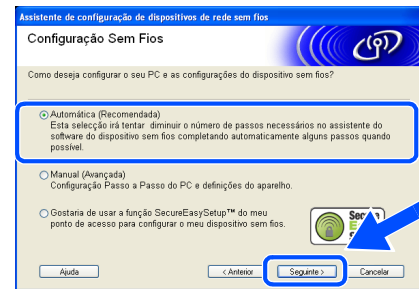 Assistente de configuração de dispositivos de rede sem fios
Configuração Sem Fios
Como deseja configurar o seu PC e as configurações do dispositivo sem fios?
Automática (Recomendada)
Esta selecção irá tentar diminuir o número de passos necessários no assistente do
software do dispositivo sem fios completando automaticamente alguns passos quando
possível.
Manual (Avançada)
Configuração Passo a Passo do PC e definições do aparelho.
Gostaria de usar a função SecureEasySetup™ do meu
ponto de acesso para configurar o meu dispositivo sem fios.
Ajuda
< Anterior
Seguinte >
Cancelar